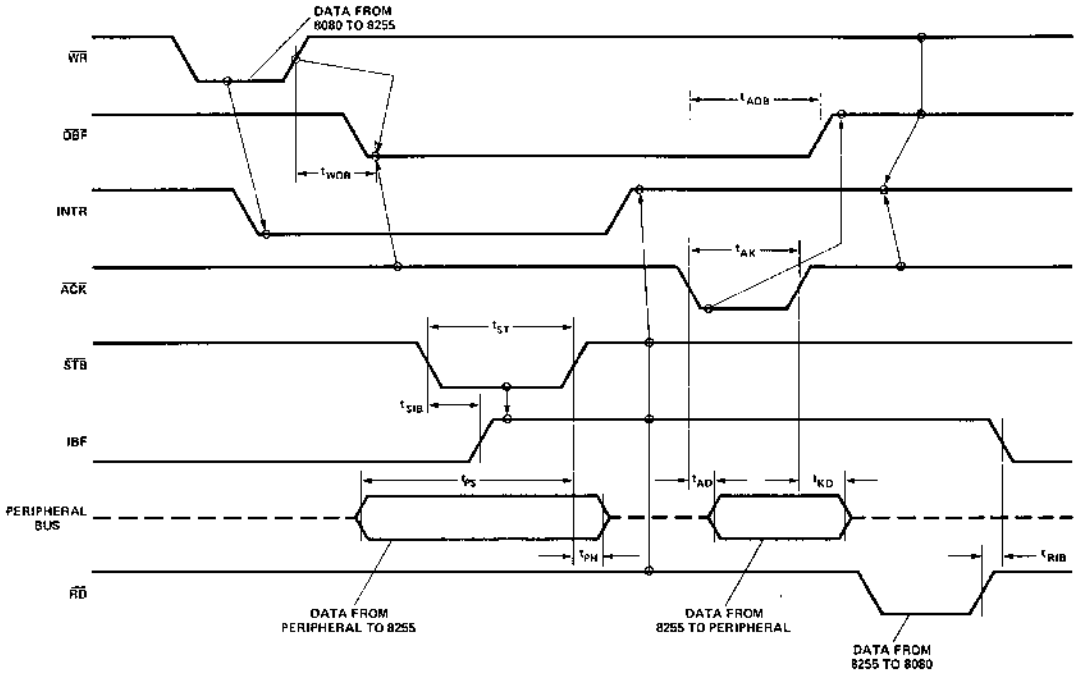 DATA FROM
8080 TO 8255
WR
tAOB
OBF
tWOB
INTR
tAK
ACK
tST
STB
tSIB
IBF
tPS
tAD
tKD
PERIPHERAL
BUS
tPH
tRIB
RD
DATA FROM
PERIPHERAL TO 8255
DATA FROM
8255 TO PERIPHERAL
DATA FROM
8255 TO 8080